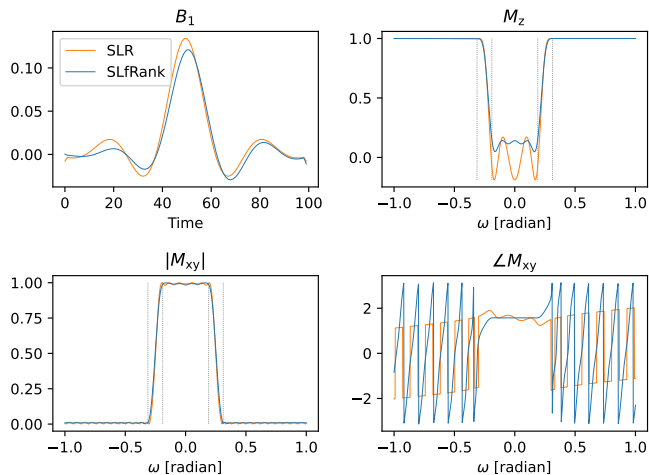 B1
SLR
SLfRank
0.10
0.05
0.00
0 20 40 60 80 100
Time
Mz
1.0
0.5
0.0
−1.0 −0.5 0.0 0.5 1.0
ω [radian]
|Mxy|
1.00
0.75
0.50
0.25
0.00
−1.0 −0.5 0.0 0.5 1.0
ω [radian]
∠Mxy
2
0
−2
−1.0 −0.5 0.0 0.5 1.0
ω [radian]